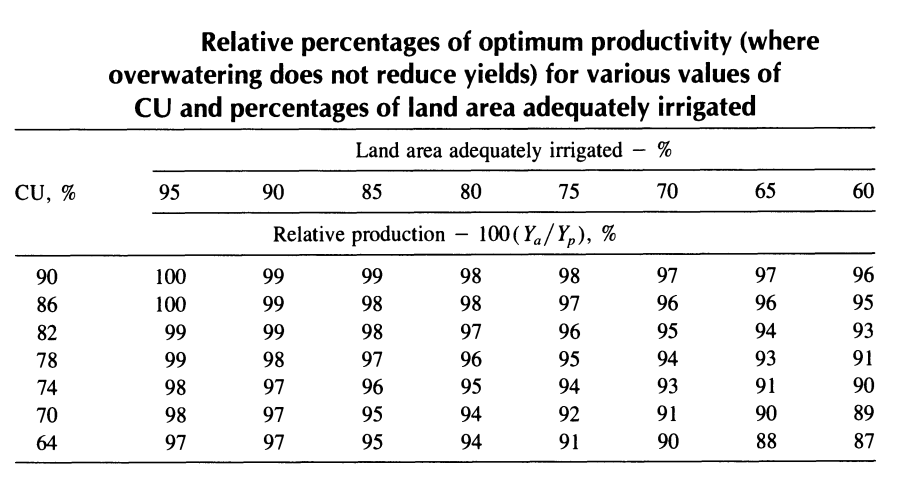 Relative percentages of optimum productivity (where
overwatering does not reduce yields) for various values of
CU and percentages of land area adequately irrigated
Land area adequately irrigated – %
CU, % 95 90 85 80 75 70 65 60
Relative production – 100(Ya/Yp), %
90 100 99 99 98 98 97 97 96
86 100 99 98 98 97 96 96 95
82 99 99 98 97 96 95 94 93
78 99 98 97 96 95 94 93 91
74 98 97 96 95 94 93 91 90
70 98 97 95 94 92 91 90 89
64 97 97 95 94 91 90 88 87